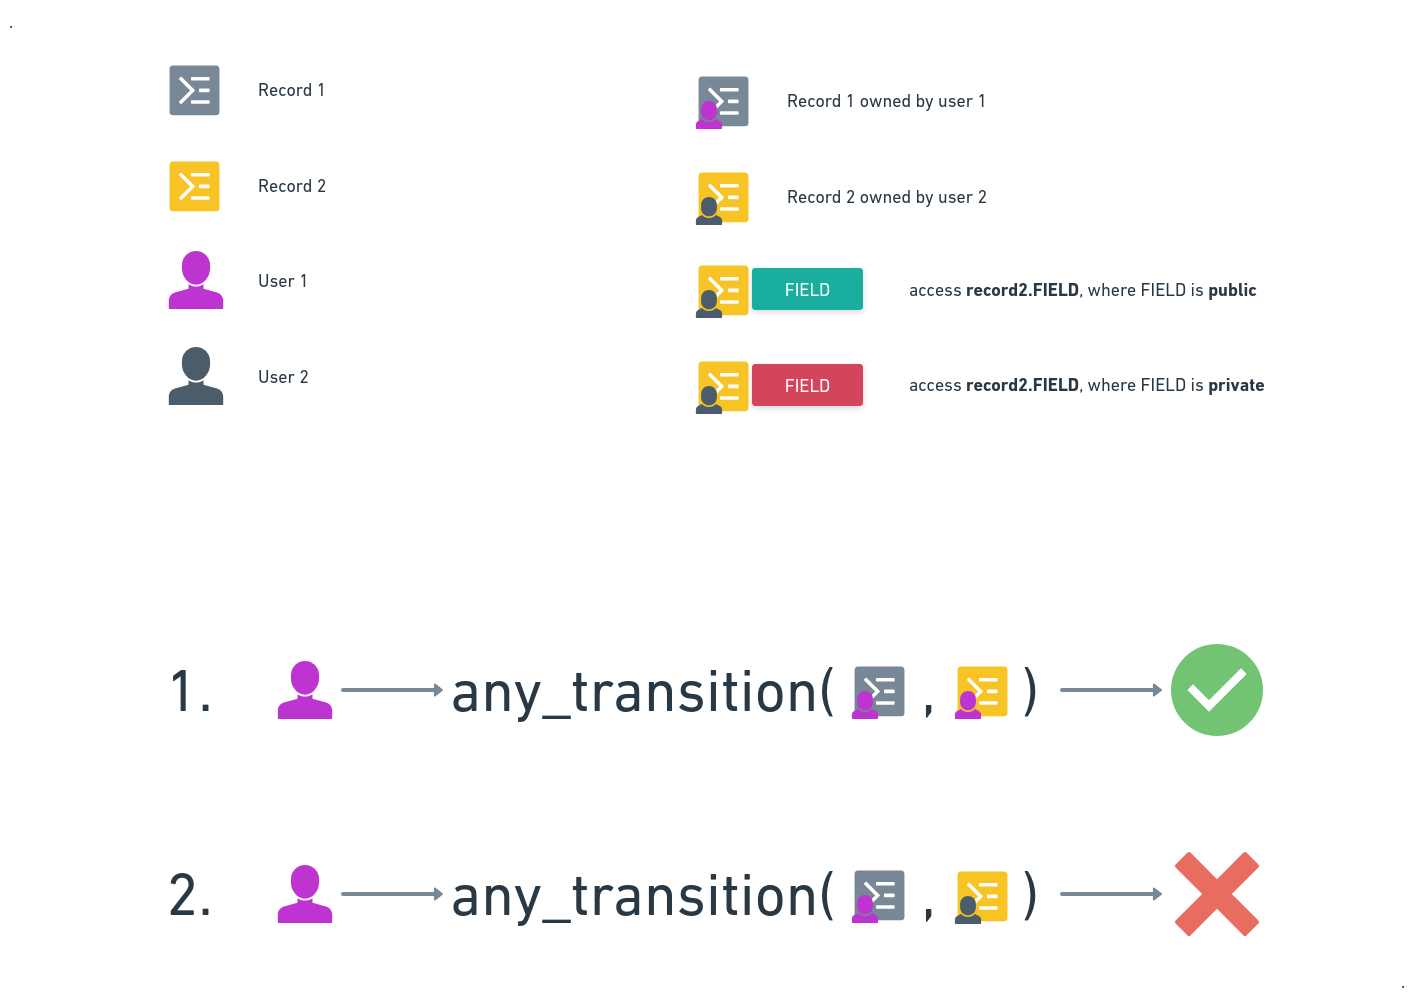 Record 1
Record 2
User 1
User 2
Record 1 owned by user 1
Record 2 owned by user 2
FIELD access record2.FIELD, where FIELD is public
FIELD access record2.FIELD, where FIELD is private
1. any_transition( , )
2. any_transition( , )